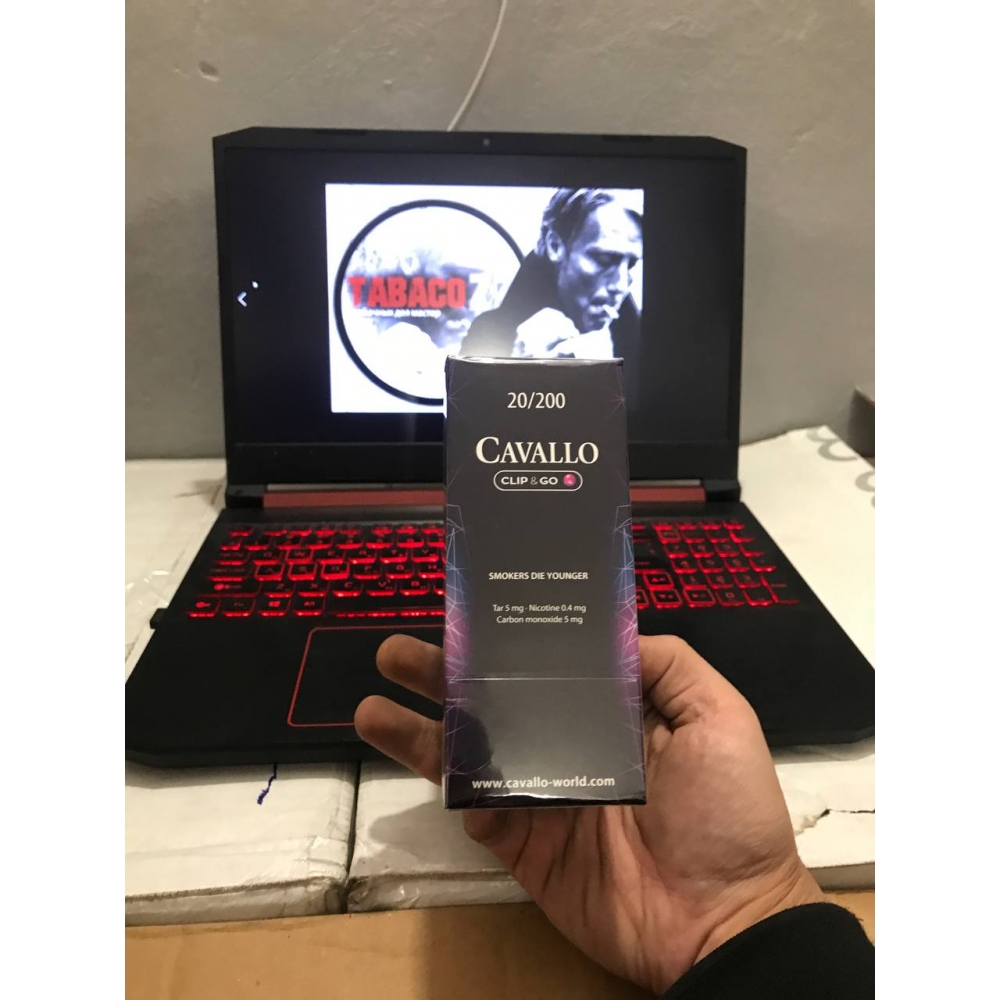 TABACO
мастер
20/200
CAVALLO
CLIP & GO
SMOKERS DIE YOUNGER
Tar 5 mg - Nicotine 0.4 mg
Carbon monoxide 5 mg
www.cavallo-world.com